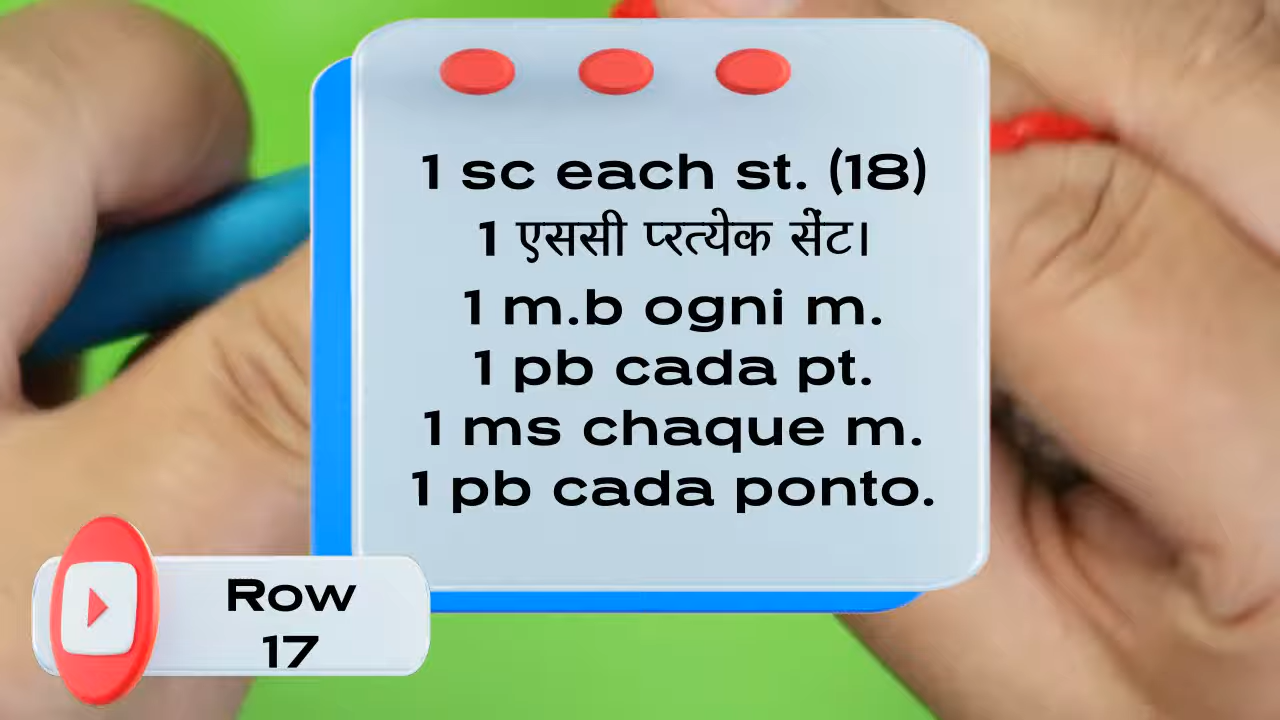 1 sc each st. (18)
1 एससी प्रत्येक सेंट।
1 m.b ogni m.
1 pb cada pt.
1 ms chaque m.
1 pb cada ponto.
Row
17